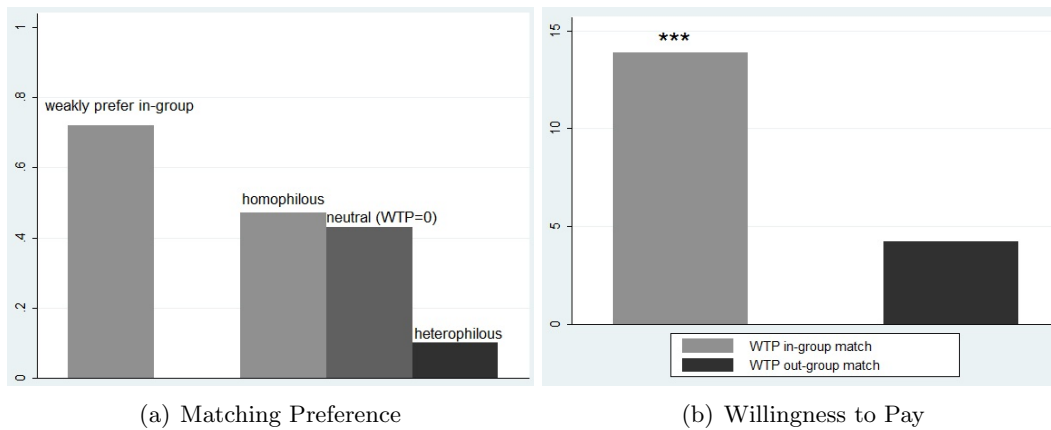 1
.8
.6
.4
.2
0
weakly prefer in-group
homophilous
neutral (WTP=0)
heterophilous
(a) Matching Preference
15
10
5
0
***
WTP in-group match
WTP out-group match
(b) Willingness to Pay